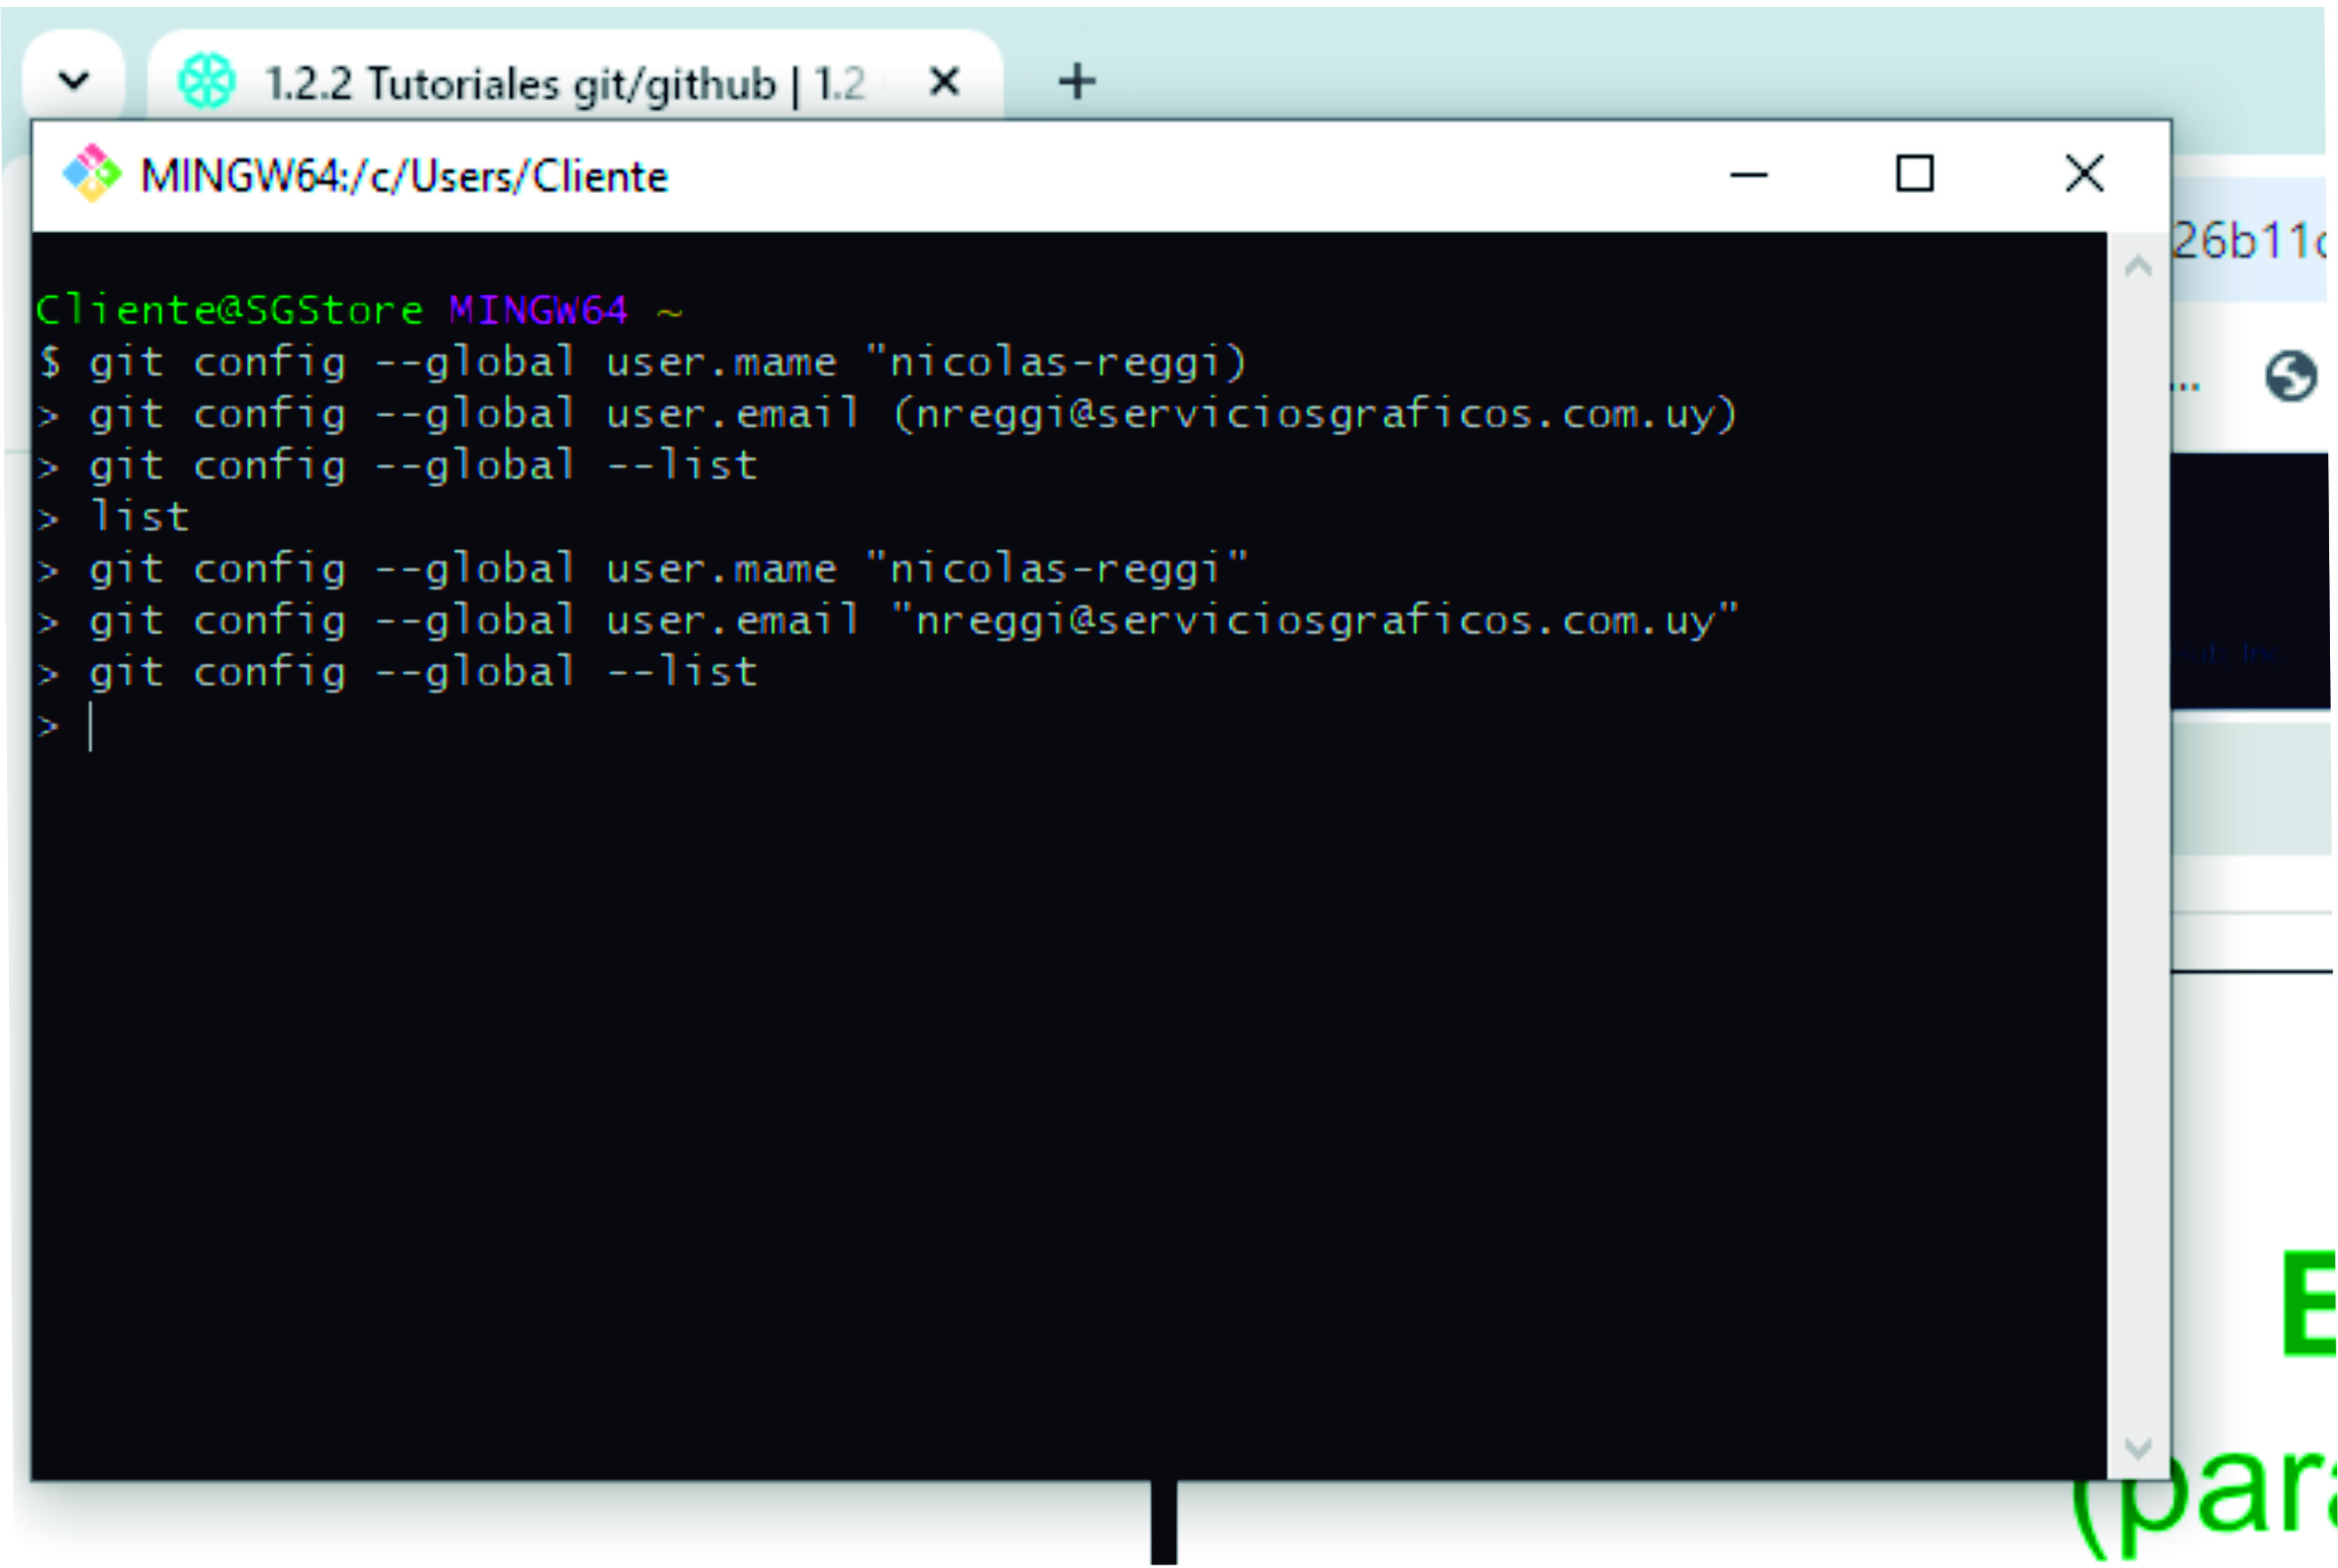 1.2.2 Tutoriales git/github | 1.2
MINGW64:/c/Users/Cliente
26b11
Cliente@SGStore MINGW64 ~
$ git config --global user.mame "nicolas-reggi)
> git config --global user.email (nreggi@serviciosgraficos.com.uy)
...
> git config --global --list
> list
> git config --global user.mame "nicolas-reggi"
> git config --global user.email "nreggi@serviciosgraficos.com.uy"
> git config --global --list
>
E
(para